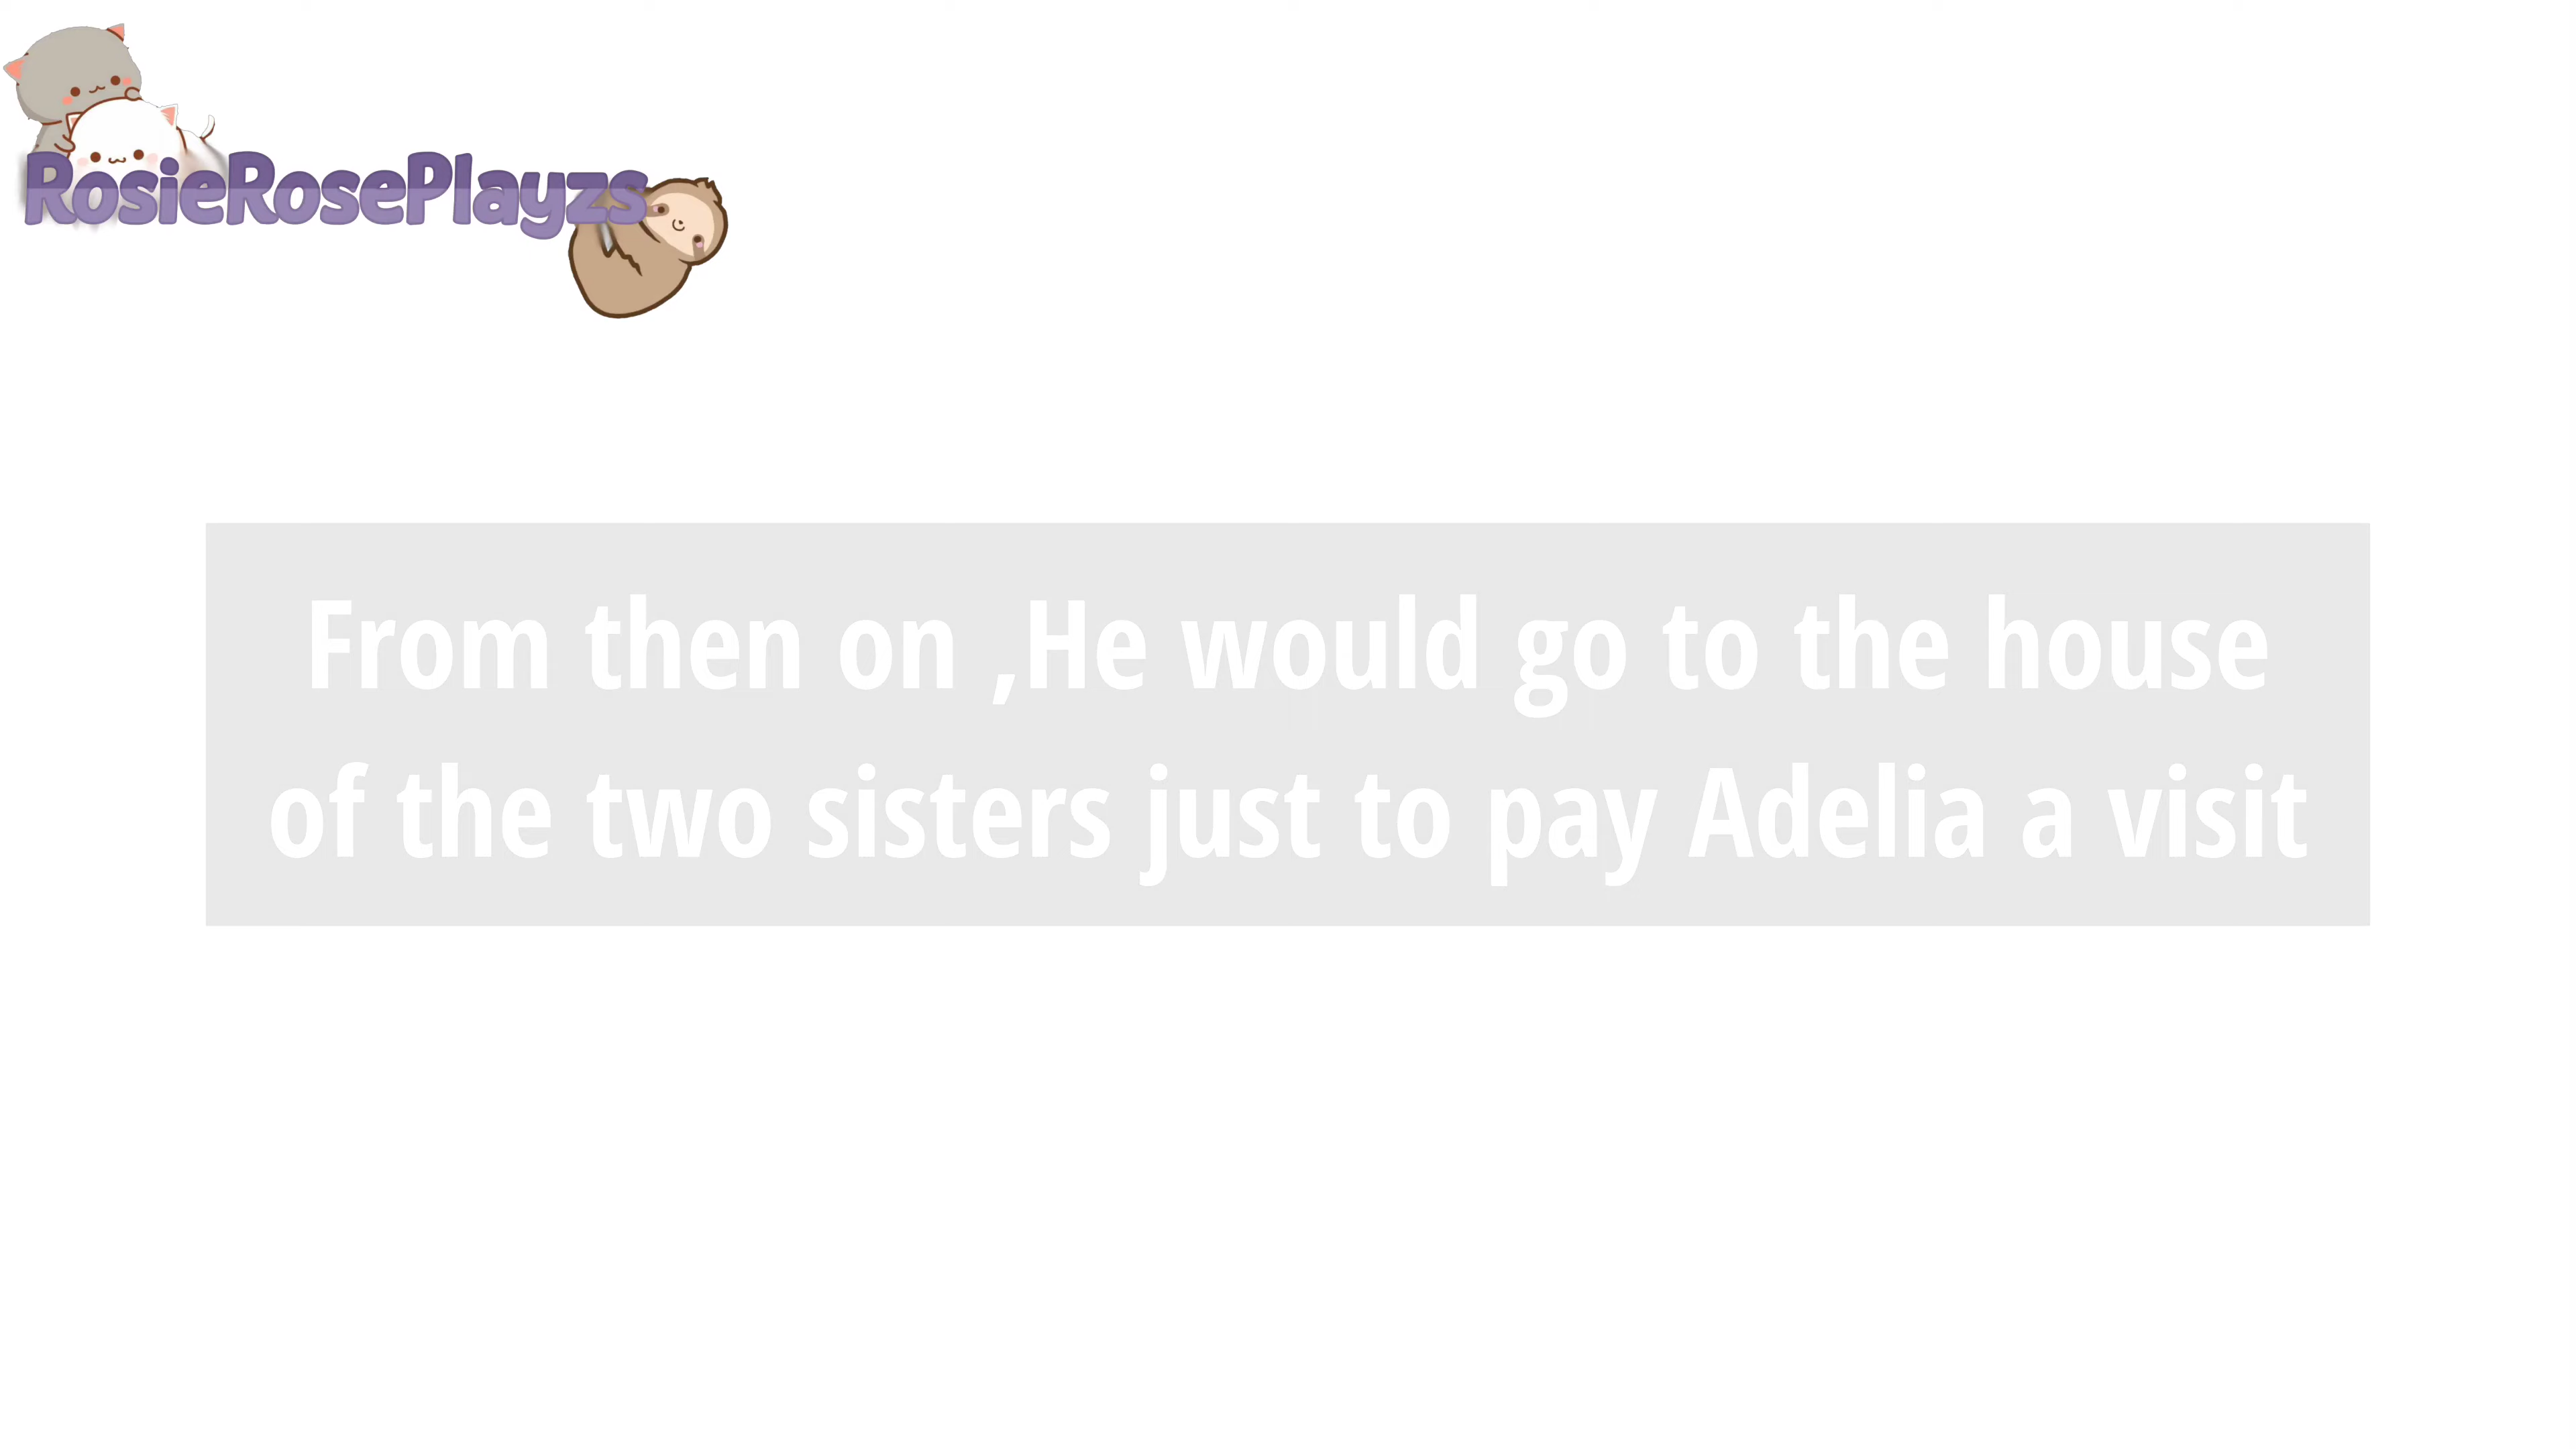 RosieRosePlayzs
From then on ,He would go to the house
of the two sisters just to pay Adelia a visit